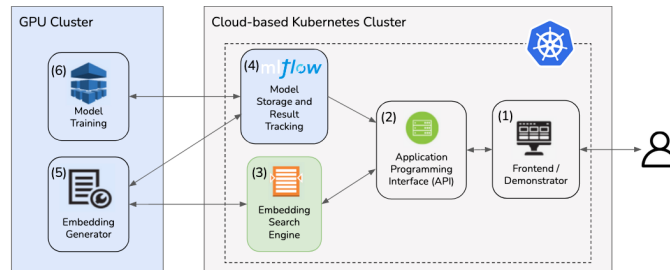 GPU Cluster
Cloud-based Kubernetes Cluster
(6)
Model
Training
(5)
Embedding
Generator
(4)
mlflow
Model
Storage and
Result
Tracking
(3)
Embedding
Search
Engine
(2)
Application
Programming
Interface (API)
(1)
Frontend /
Demonstrator